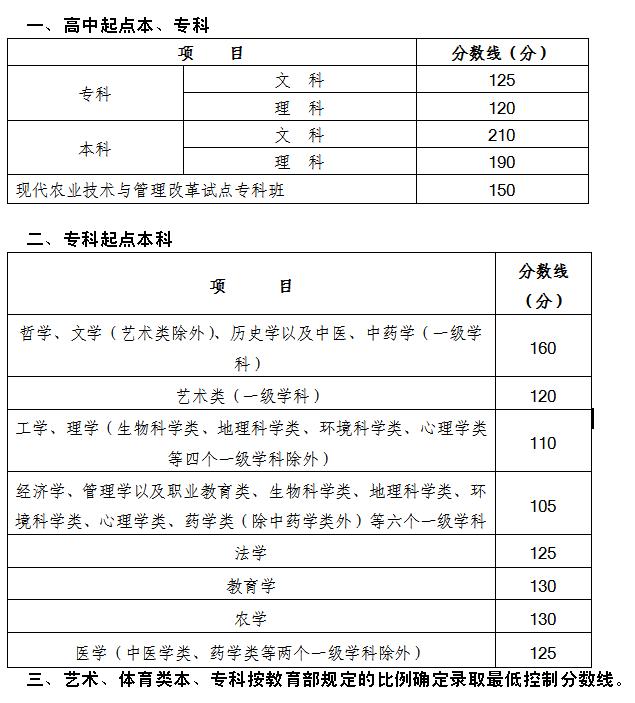 一、高中起点本、专科
项 目 分数线（分）
专科 文 科 125
理 科 120
本科 文 科 210
理 科 190
现代农业技术与管理改革试点专科班 150
二、专科起点本科
项 目 分数线
（分）
哲学、文学（艺术类除外）、历史学以及中医、中药学（一级学
科） 160
艺术类（一级学科） 120
工学、理学（生物科学类、地理科学类、环境科学类、心理学类
等四个一级学科除外） 110
经济学、管理学以及职业教育类、生物科学类、地理科学类、环
境科学类、心理学类、药学类（除中药学类外）等六个一级学科 105
法学 125
教育学 130
农学 130
医学（中医学类、药学类等两个一级学科除外） 125
三、艺术、体育类本、专科按教育部规定的比例确定录取最低控制分数线。